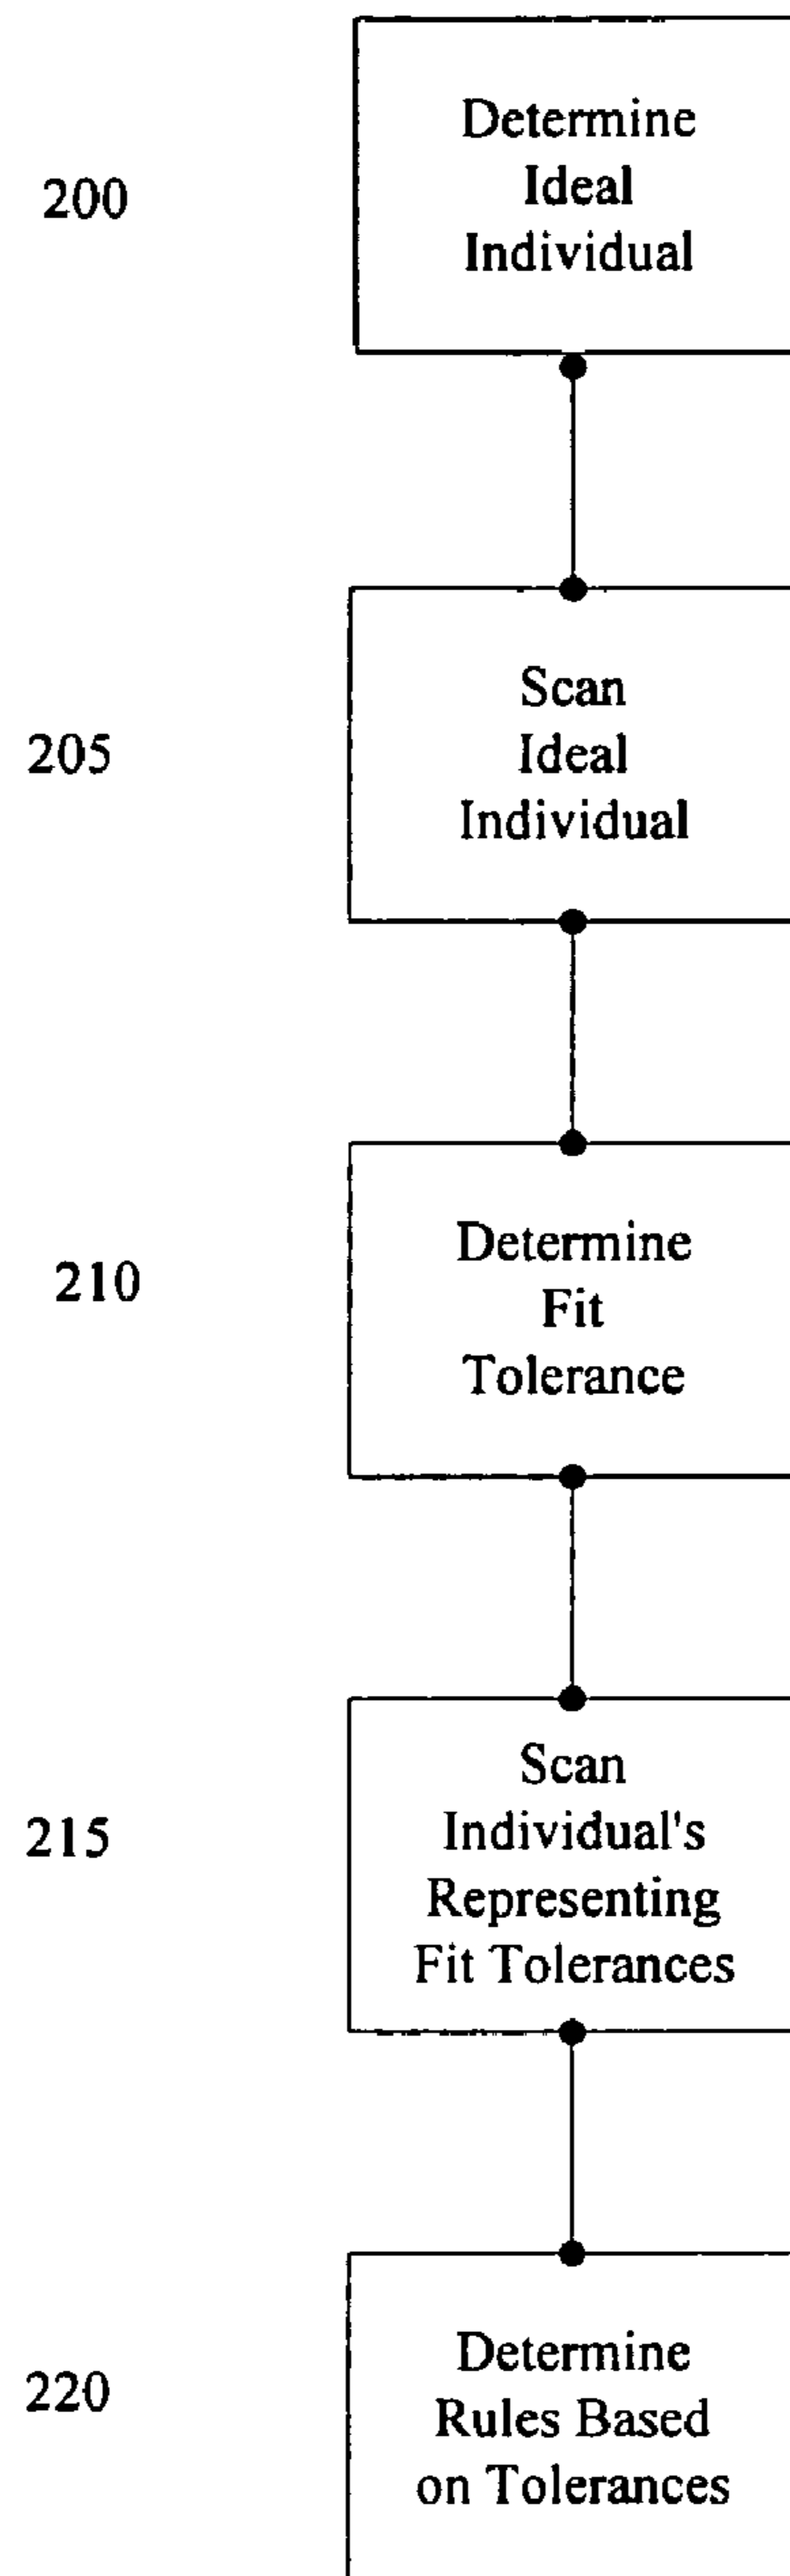 200
Determine
Ideal
Individual
205
Scan
Ideal
Individual
210
Determine
Fit
Tolerance
215
Scan
Individual's
Representing
Fit Tolerances
220
Determine
Rules Based
on Tolerances